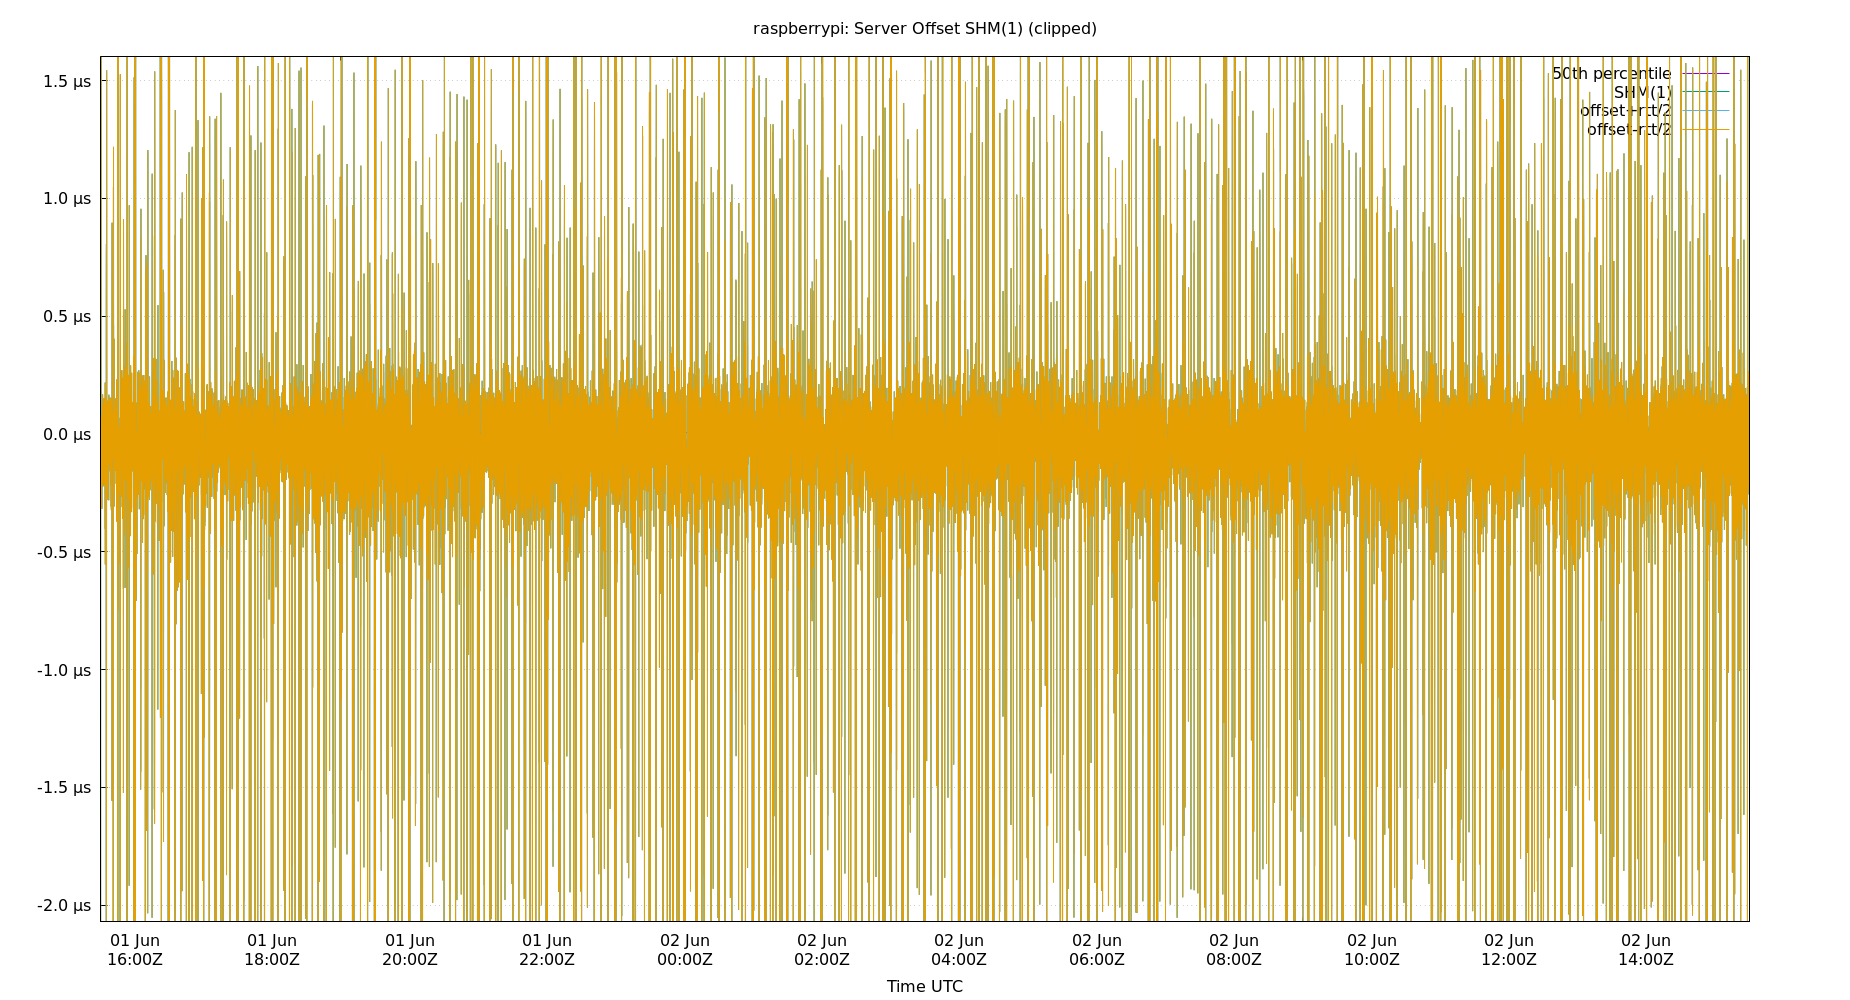 raspberrypi: Server Offset SHM(1) (clipped)
50th percentile
SHM(1)
offset+rtt/2
offset-rtt/2
1.5 µs
1.0 µs
0.5 µs
0.0 µs
-0.5 µs
-1.0 µs
-1.5 µs
-2.0 µs
01 Jun 01 Jun 01 Jun 01 Jun 02 Jun 02 Jun 02 Jun 02 Jun 02 Jun 02 Jun 02 Jun 02 Jun
16:00Z 18:00Z 20:00Z 22:00Z 00:00Z 02:00Z 04:00Z 06:00Z 08:00Z 10:00Z 12:00Z 14:00Z
Time UTC